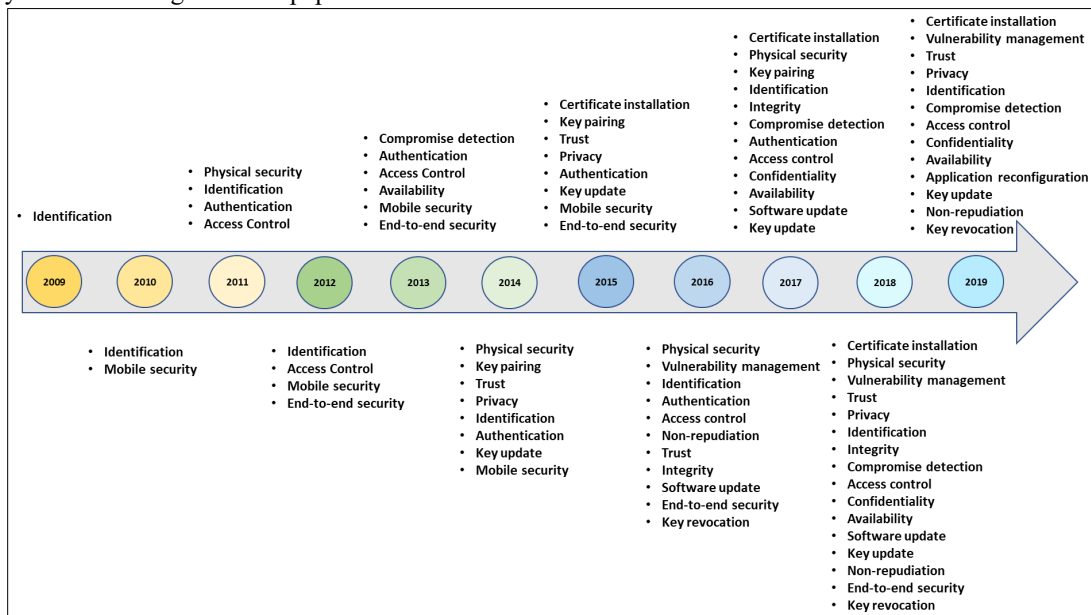 • Identification
• Physical security
• Identification
• Authentication
• Access Control
• Compromise detection
• Authentication
• Access Control
• Availability
• Mobile security
• End-to-end security
• Certificate installation
• Key pairing
• Trust
• Privacy
• Authentication
• Key update
• Mobile security
• End-to-end security
• Certificate installation
• Physical security
• Key pairing
• Identification
• Integrity
• Compromise detection
• Authentication
• Access control
• Confidentiality
• Availability
• Software update
• Key update
• Certificate installation
• Vulnerability management
• Trust
• Privacy
• Identification
• Compromise detection
• Access control
• Confidentiality
• Availability
• Application reconfiguration
• Key update
• Non-repudiation
• Key revocation
2009
2010
2011
2012
2013
2014
2015
2016
2017
2018
2019
• Identification
• Mobile security
• Identification
• Access Control
• Mobile security
• End-to-end security
• Physical security
• Key pairing
• Trust
• Privacy
• Identification
• Authentication
• Key update
• Mobile security
• Physical security
• Vulnerability management
• Identification
• Authentication
• Access control
• Non-repudiation
• Trust
• Integrity
• Software update
• End-to-end security
• Key revocation
• Certificate installation
• Physical security
• Vulnerability management
• Trust
• Privacy
• Identification
• Integrity
• Compromise detection
• Access control
• Confidentiality
• Availability
• Software update
• Key update
• Non-repudiation
• End-to-end security
• Key revocation